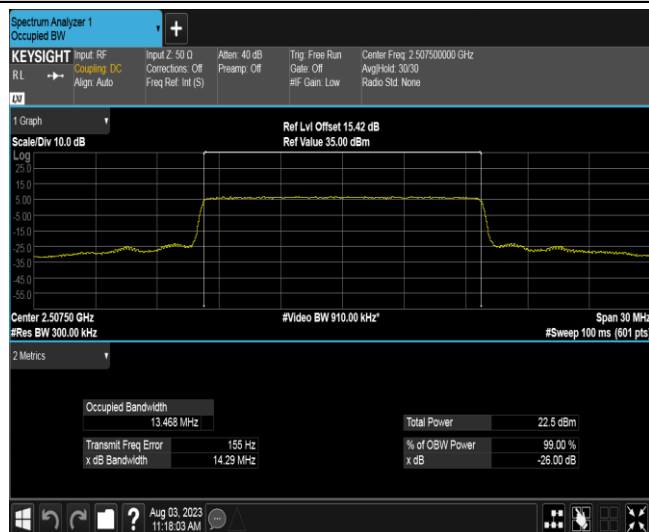 Spectrum Analyzer 1
Occupied BW
+
KEYSIGHT Input: RF Input Z: 50 Ω Atten: 40 dB Trig: Free Run Center Freq: 2.507500000 GHz
RL Coupling: DC Corrections: Off Preamp: Off Gate: Off Avg|Hold: 30/30
Align: Auto Freq Ref: Int (S) #IF Gain: Low Radio Std: None
LXI
1 Graph
Ref Lvl Offset 15.42 dB
Scale/Div 10.0 dB Ref Value 35.00 dBm
Log
25.0
15.0
5.00
-5.00
-15.0
-25.0
-35.0
-45.0
-55.0
Center 2.50750 GHz #Video BW 910.00 kHz* Span 30 MHz
#Res BW 300.00 kHz #Sweep 100 ms (601 pts)
2 Metrics
Occupied Bandwidth
13.468 MHz Total Power 22.5 dBm
Transmit Freq Error 155 Hz % of OBW Power 99.00 %
x dB Bandwidth 14.29 MHz x dB -26.00 dB
? Aug 03, 2023
11:18:03 AM